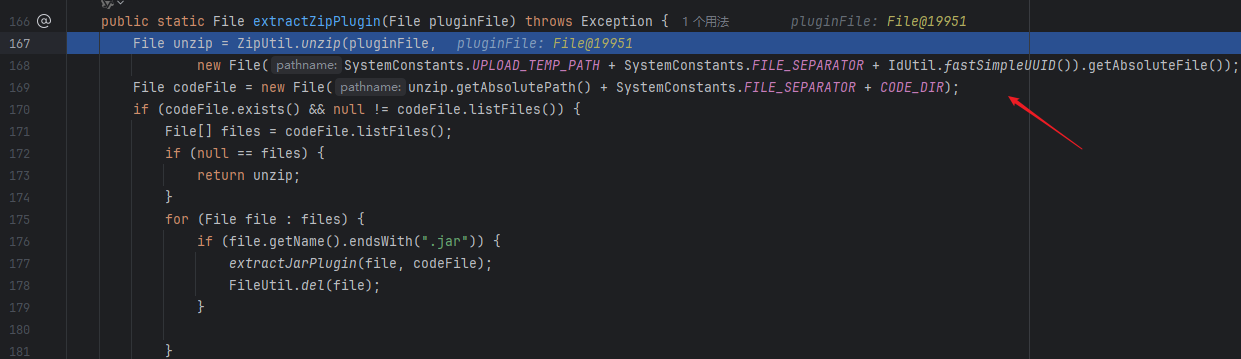 166 @ public static File extractZipPlugin(File pluginFile) throws Exception { 1 个用法 pluginFile: File@19951
167 File unzip = ZipUtil.unzip(pluginFile, pluginFile: File@19951
168 new File( pathname: SystemConstants.UPLOAD_TEMP_PATH + SystemConstants.FILE_SEPARATOR + IdUtil.fastSimpleUUID()).getAbsoluteFile());
169 File codeFile = new File( pathname: unzip.getAbsolutePath() + SystemConstants.FILE_SEPARATOR + CODE_DIR);
170 if (codeFile.exists() && null != codeFile.listFiles()) {
171 File[] files = codeFile.listFiles();
172 if (null == files) {
173 return unzip;
174 }
175 for (File file : files) {
176 if (file.getName().endsWith(".jar")) {
177 extractJarPlugin(file, codeFile);
178 FileUtil.del(file);
179 }
180
181 }